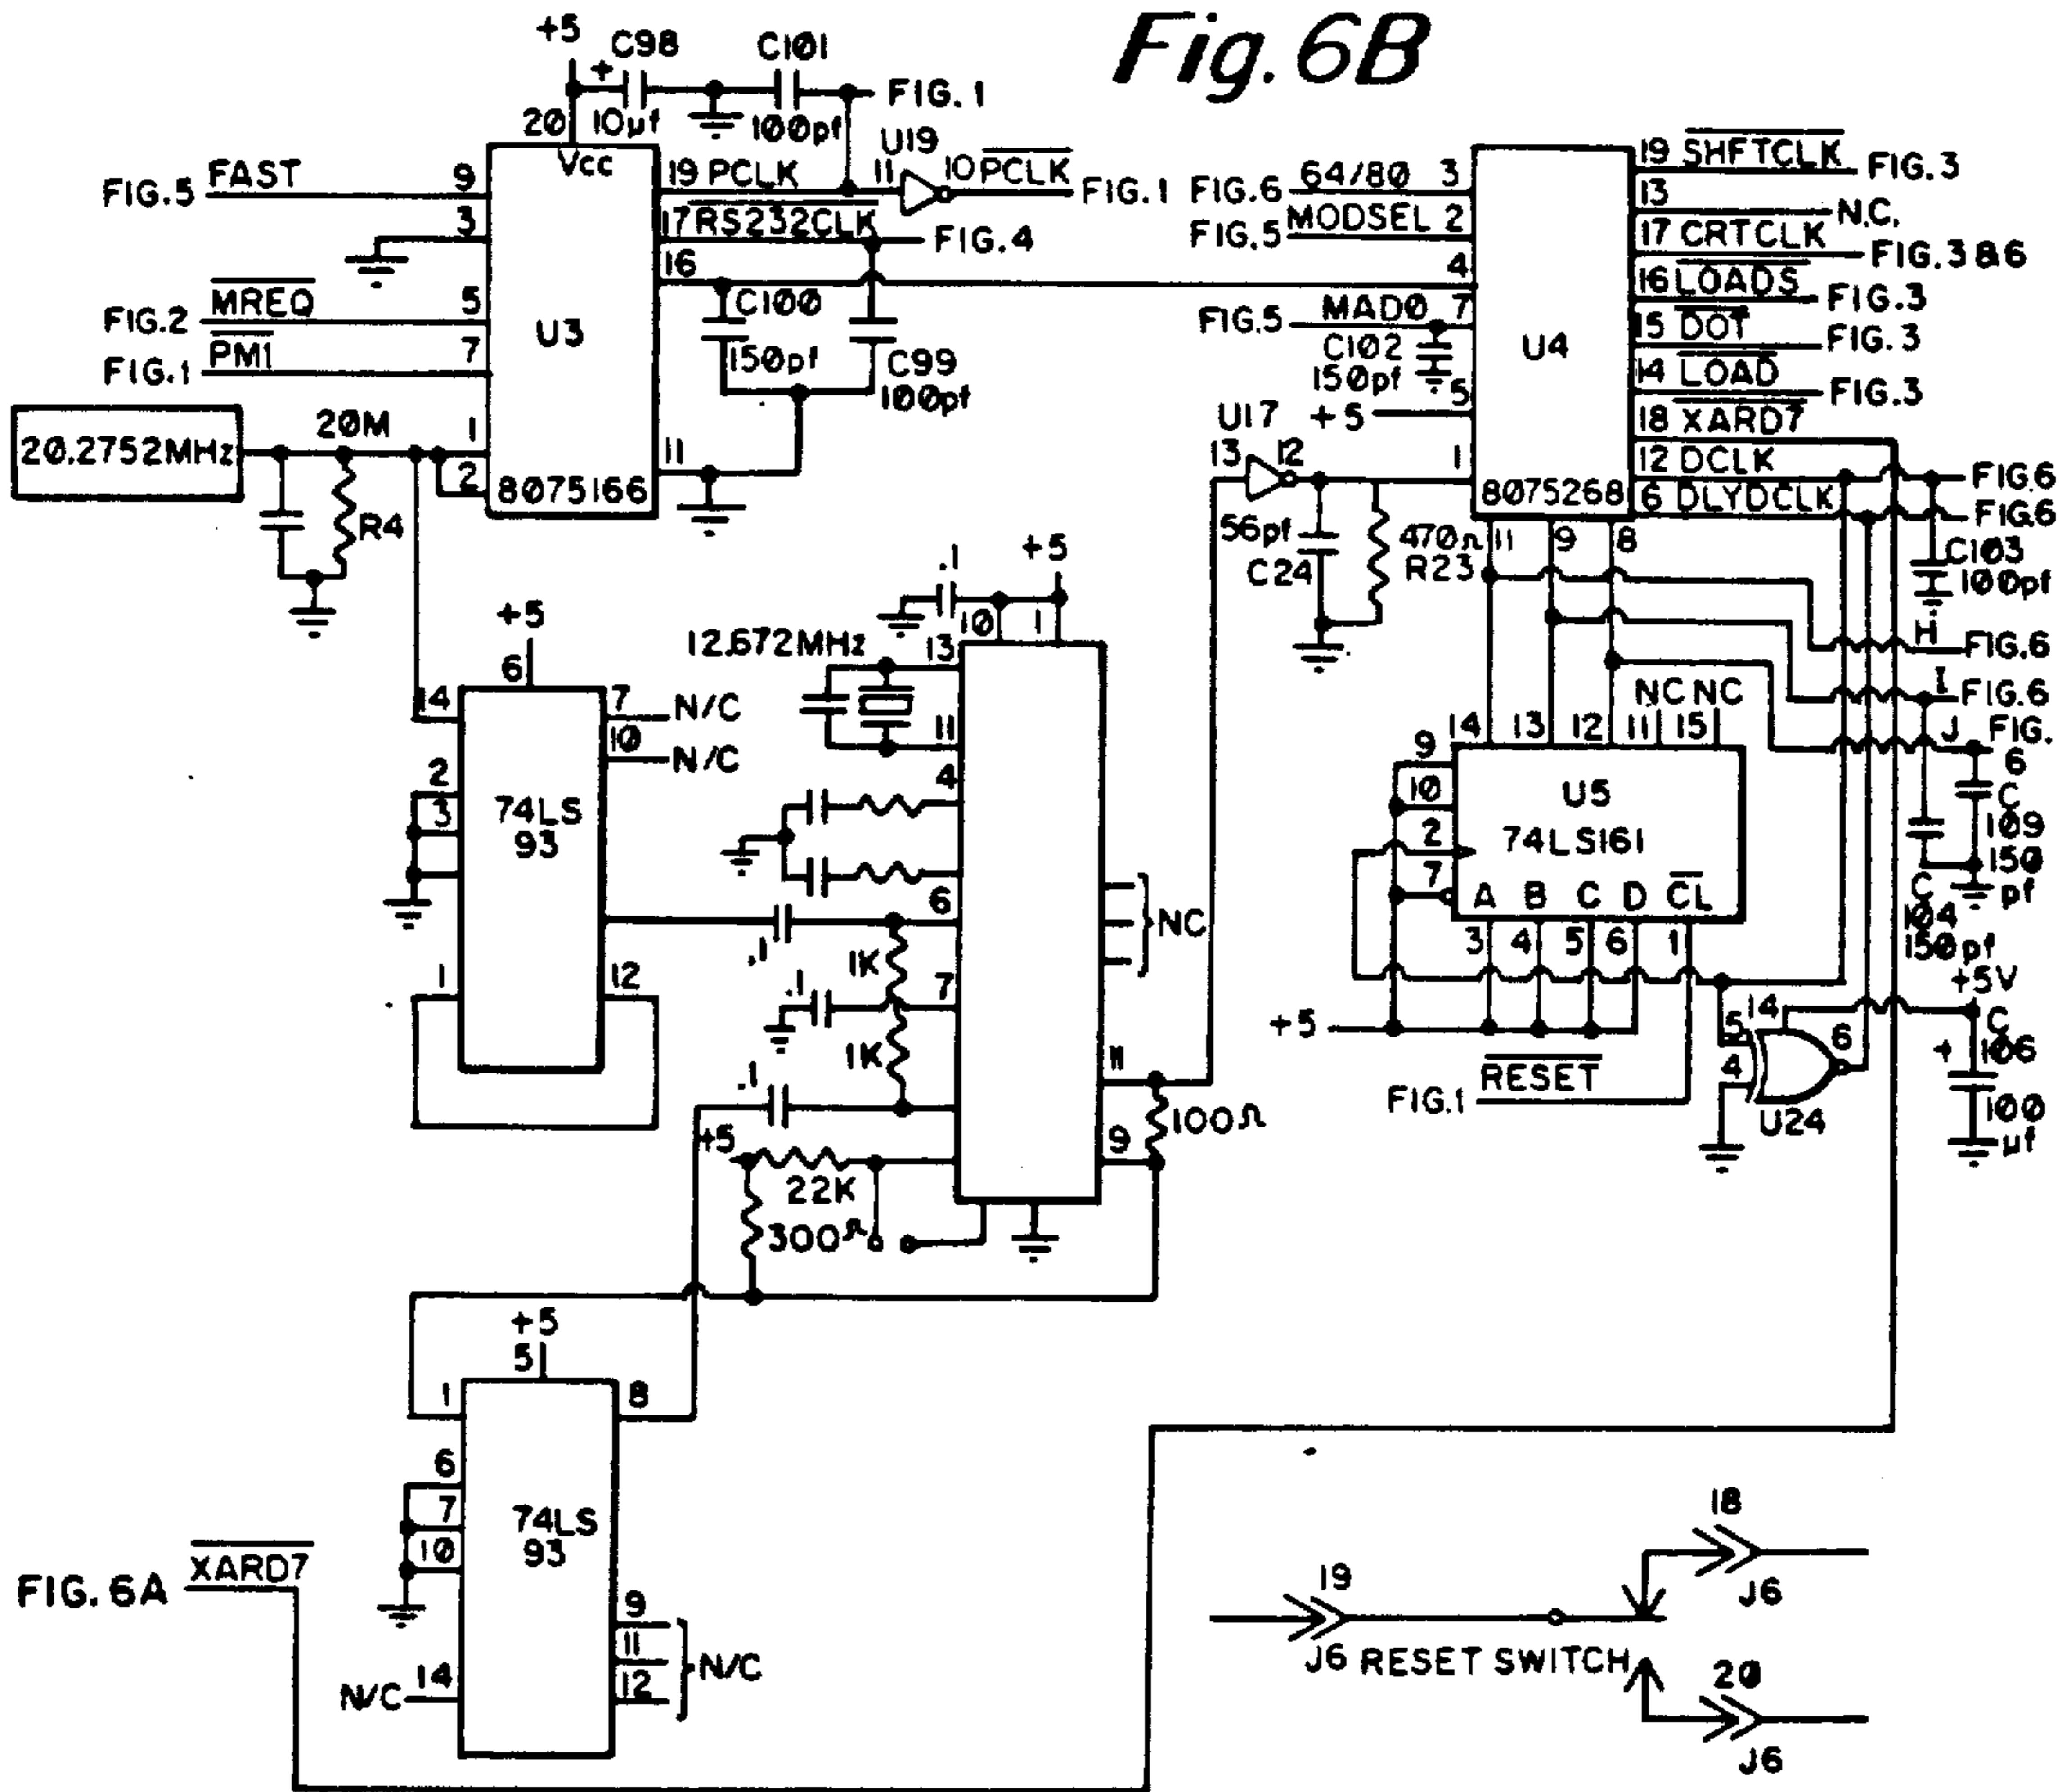 Fig. 6B
+5
C98
C101
+
FIG. 1
20
10µf
100pf
U19
Vcc
FIG.5 FAST 9
19 PCLK
11
10 PCLK
FIG.1
3
17 RS232CLK
FIG. 4
16
MREQ
FIG.2
5
C100
150pf
U3
PM1
FIG.1
7
C99
100pf
20.2752MHz
20M
1
2
11
8075166
R4
19 SHFTCLK
FIG. 3
FIG.6 64/80 3
13
N.C.
FIG.5 MODSEL 2
17 CRTCLK
FIG.3&6
4
16 LOADS
FIG.3
FIG.5 MAD0 7
15 DOT
FIG. 3
U4
C102
150pf
14 LOAD
FIG.3
5
+5
18 XARD7
U17
13
12
1
12 DCLK
FIG.6
8075268
6 DLYDCLK
FIG.6
56pf
C24
470Ω
R23
11
9
8
C103
100pf
H
FIG.6
I
FIG.6
J
FIG.
6
NC NC
+5
6
14
7
N/C
10
N/C
2
3
74LS
93
1
12
.1
+5
10
1
12.672MHz
13
11
4
6
.1
1K
NC
.1
7
1K
11
.1
100Ω
+5
9
22K
300Ω
14
13
12
11
15
9
10
2
7
U5
74LS161
A B C D CL
3
4
5
6
1
C
109
150
pf
C
104
150pf
+5V
14
5
4
6
C
106
+
100
µf
U24
+5
RESET
FIG.1
+5
5
1
8
6
7
10
74LS
93
9
11
12
N/C
N/C 14
FIG. 6A XARD7
18
J6
19
J6 RESET SWITCH
20
J6